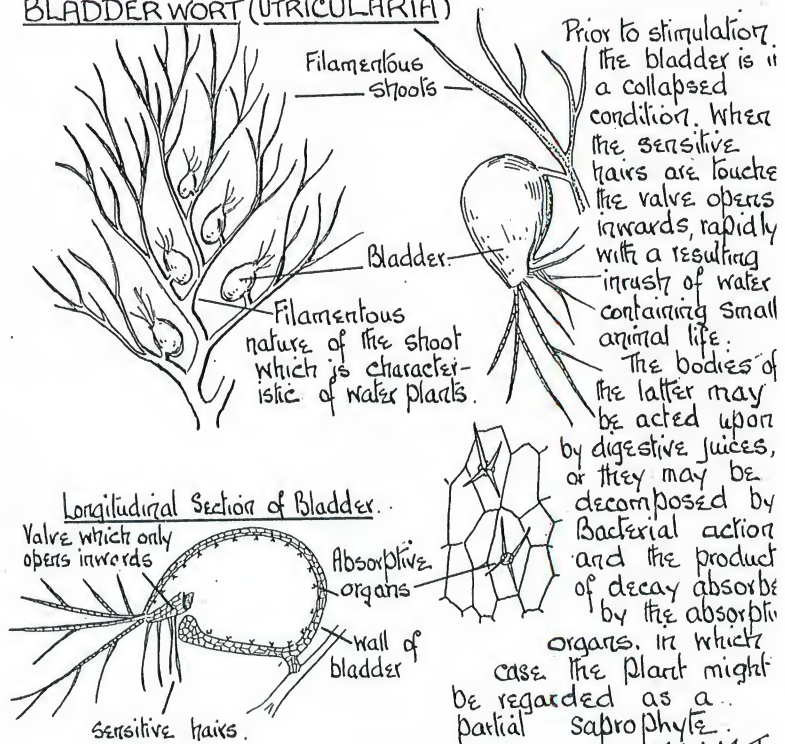 BLADDER WORT (UTRICULARIA)
Filamentous
shoots
Bladder
Filamentous
nature of the shoot
which is character-
istic of water plants.
Prior to stimulation
the bladder is
a collapsed
condition. When
the sensitive
hairs are touche
the valve opens
inwards, rapidly
with a resulting
inrush of water
containing small
animal life.
The bodies of
the latter may
be acted upon
by digestive juices,
or they may be
decomposed by
Bacterial action
and the product
of decay absorbe
by the absorpti
organs. in which
case the plant might
be regarded as a..
partial saprophyte.
Longitudinal Section of Bladder.
Valve which only
opens inwards
Absorptive
organs
wall of
bladder
Sensitive hairs.